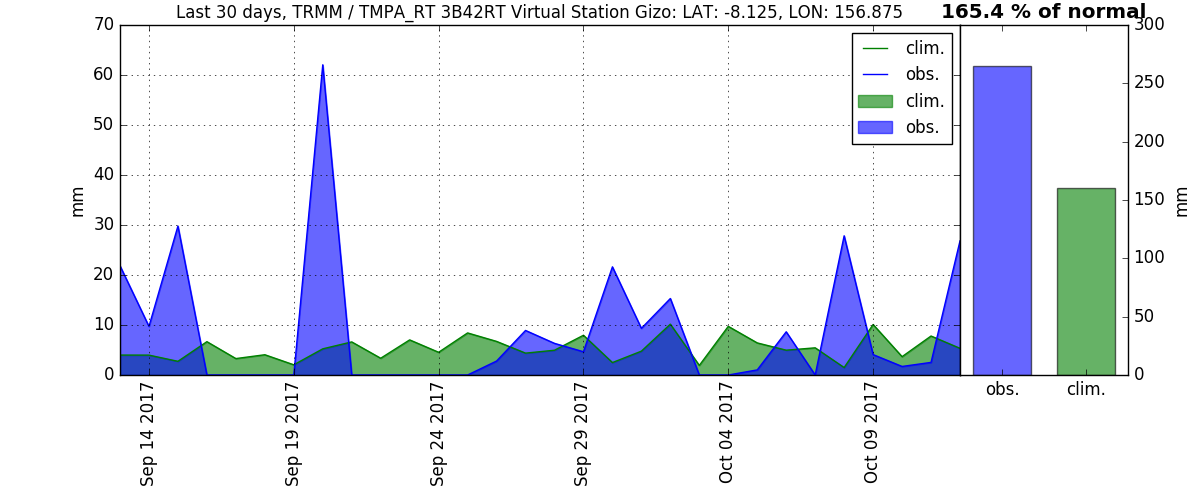 Last 30 days, TRMM / TMPA_RT 3B42RT Virtual Station Gizo: LAT: -8.125, LON: 156.875
165.4 % of normal
70
60
50
40
30
20
10
0
mm
clim.
obs.
clim.
obs.
Sep 14 2017
Sep 19 2017
Sep 24 2017
Sep 29 2017
Oct 04 2017
Oct 09 2017
300
250
200
150
100
50
0
mm
obs.
clim.